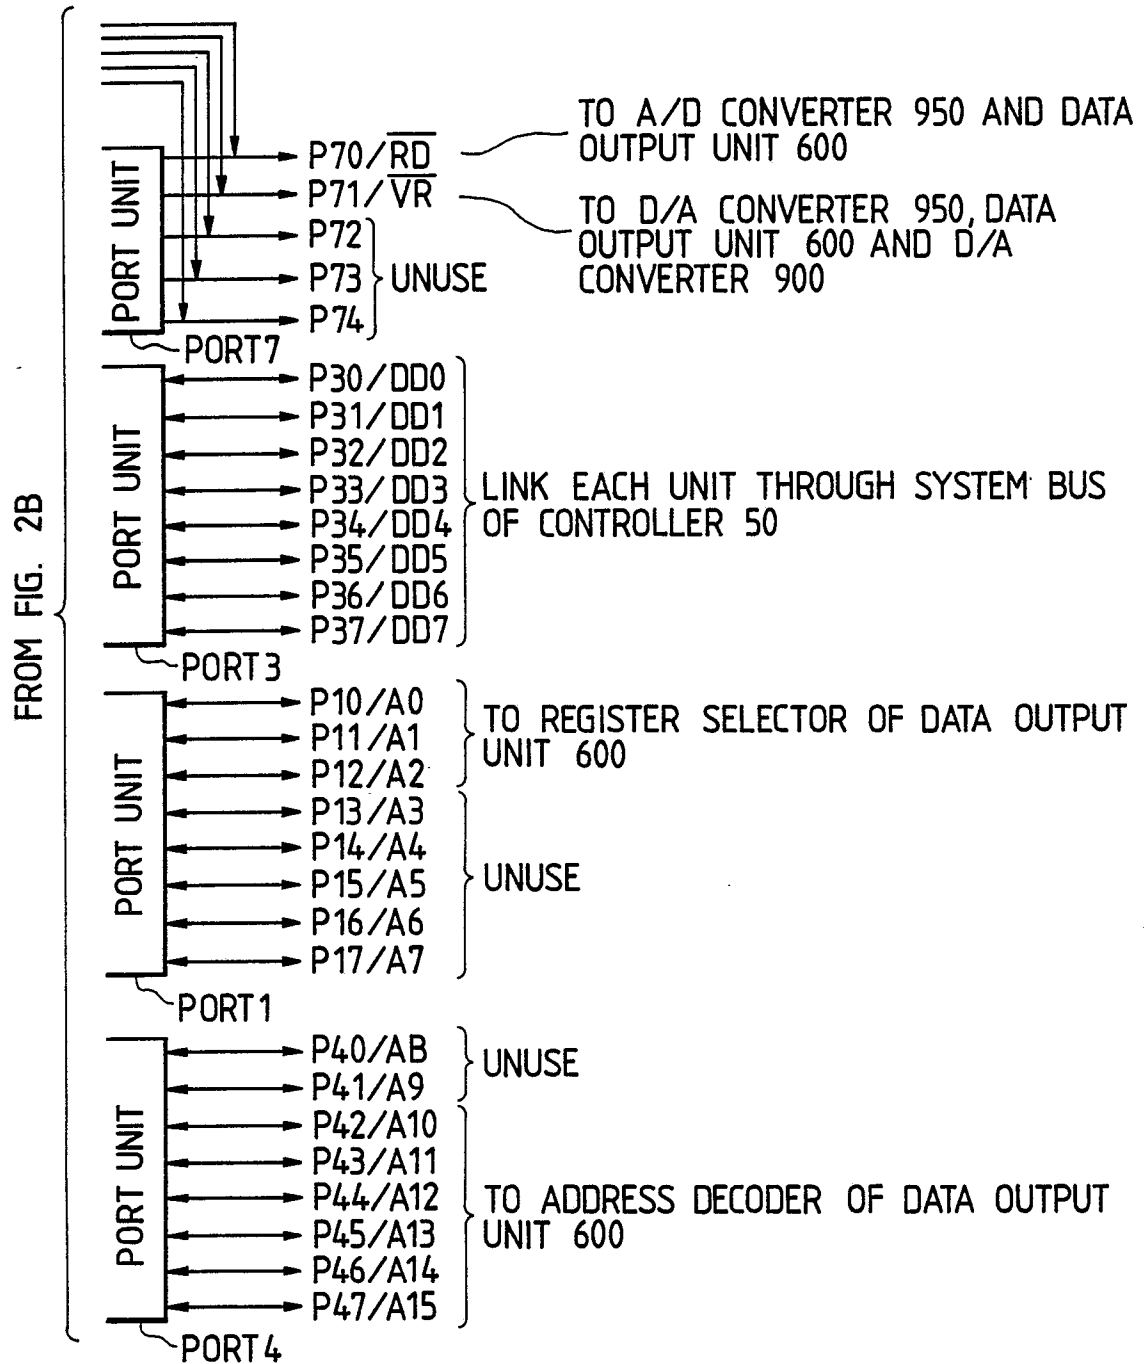 FROM FIG. 2B
PORT UNIT
P70/RD
TO A/D CONVERTER 950 AND DATA
OUTPUT UNIT 600
P71/VR
TO D/A CONVERTER 950, DATA
OUTPUT UNIT 600 AND D/A
CONVERTER 900
P72
P73
P74
UNUSE
PORT7
PORT UNIT
P30/DD0
P31/DD1
P32/DD2
P33/DD3
P34/DD4
P35/DD5
P36/DD6
P37/DD7
LINK EACH UNIT THROUGH SYSTEM BUS
OF CONTROLLER 50
PORT3
PORT UNIT
P10/A0
P11/A1
P12/A2
TO REGISTER SELECTOR OF DATA OUTPUT
UNIT 600
P13/A3
P14/A4
P15/A5
P16/A6
P17/A7
UNUSE
PORT1
PORT UNIT
P40/AB
P41/A9
UNUSE
P42/A10
P43/A11
P44/A12
P45/A13
P46/A14
P47/A15
TO ADDRESS DECODER OF DATA OUTPUT
UNIT 600
PORT4